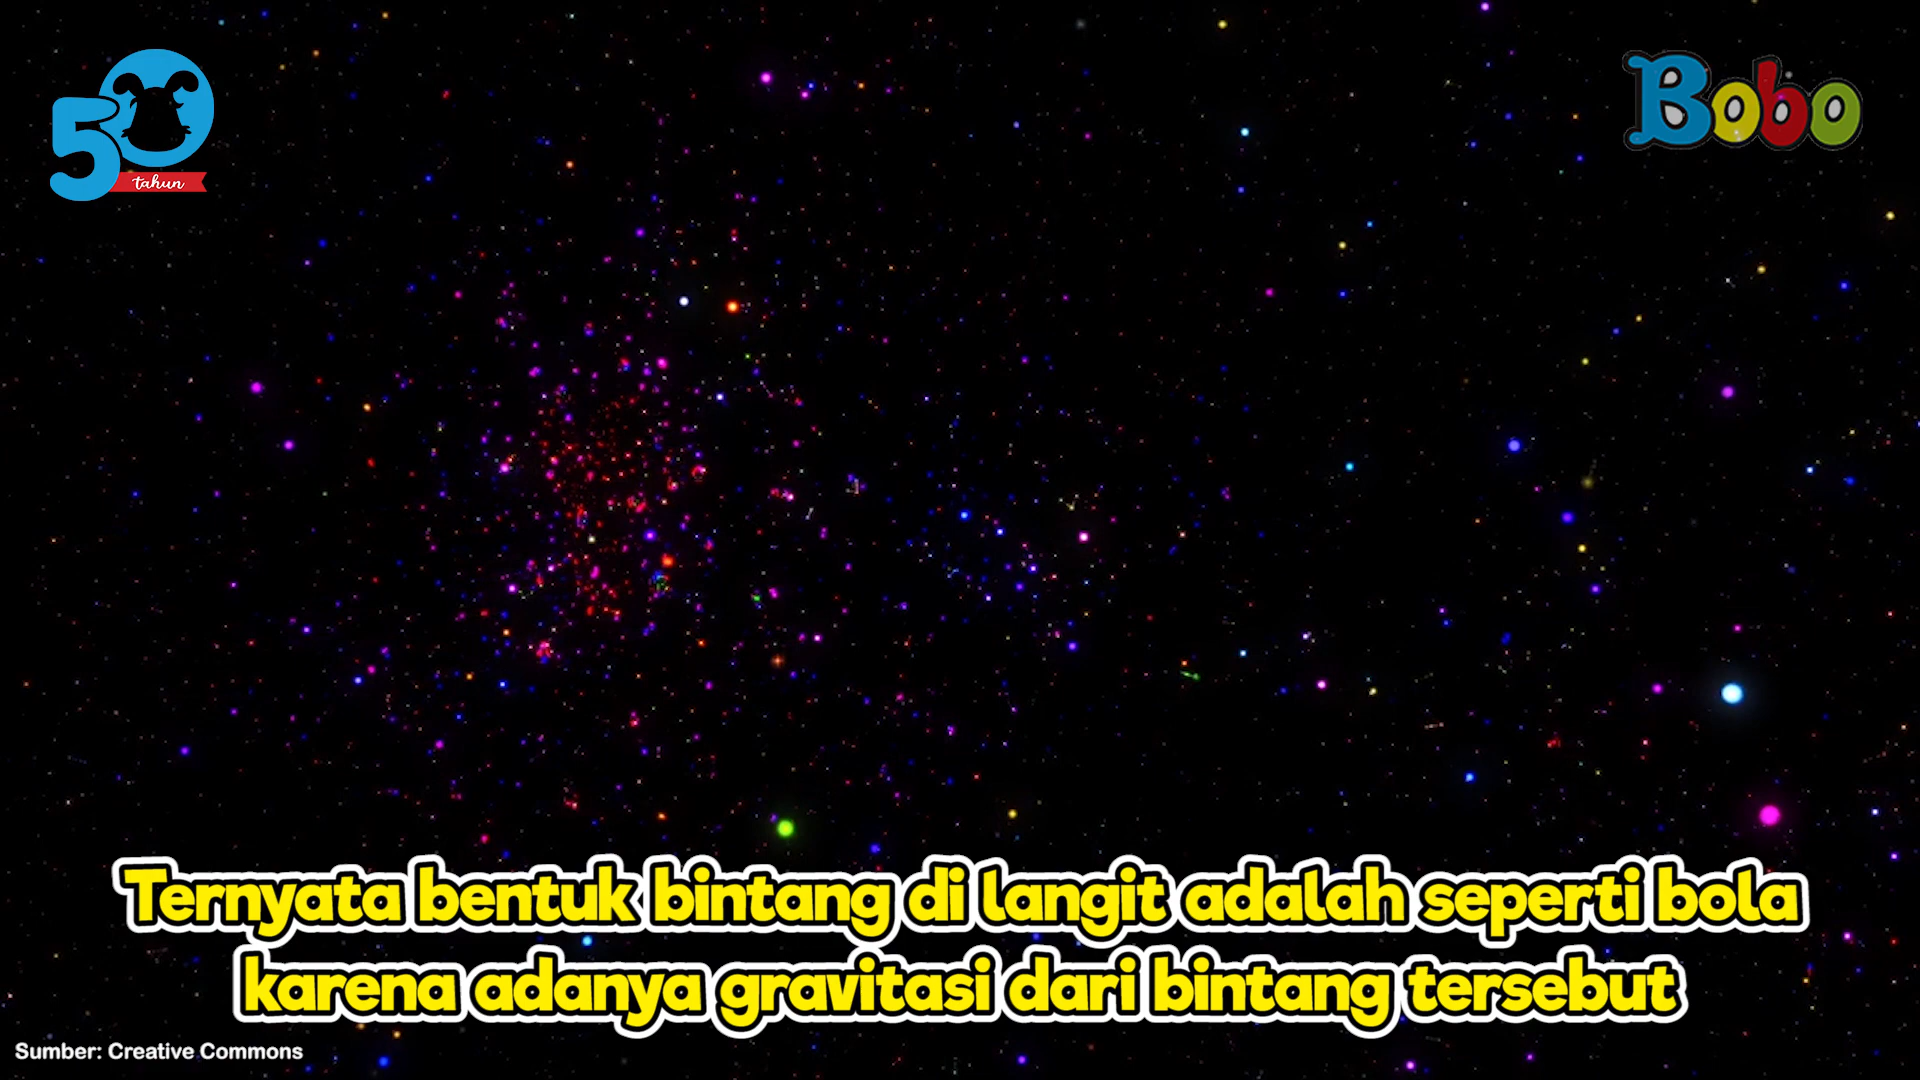 50
tahun
Bobo
Ternyata bentuk bintang di langit adalah seperti bola
karena adanya gravitasi dari bintang tersebut
Sumber: Creative Commons